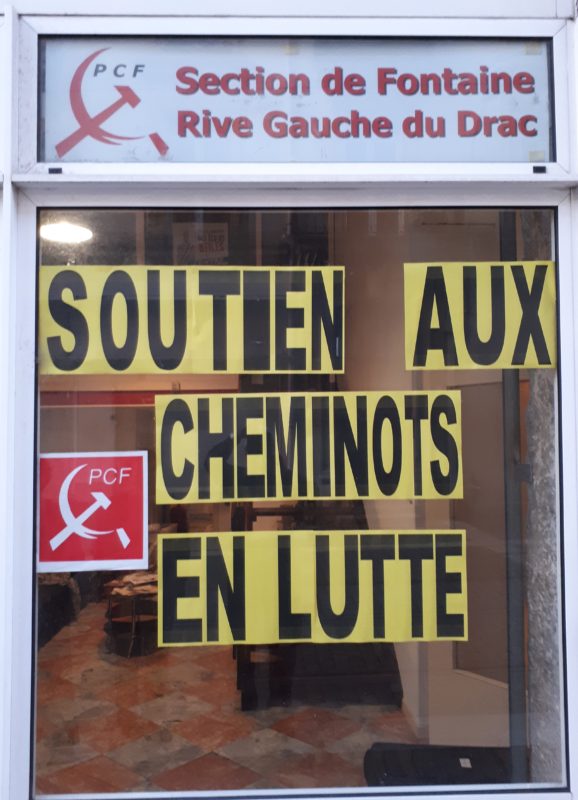 PCF
Section de Fontaine
Rive Gauche du Drac
SOUTIEN AUX
CHEMINOTS
PCF
EN LUTTE